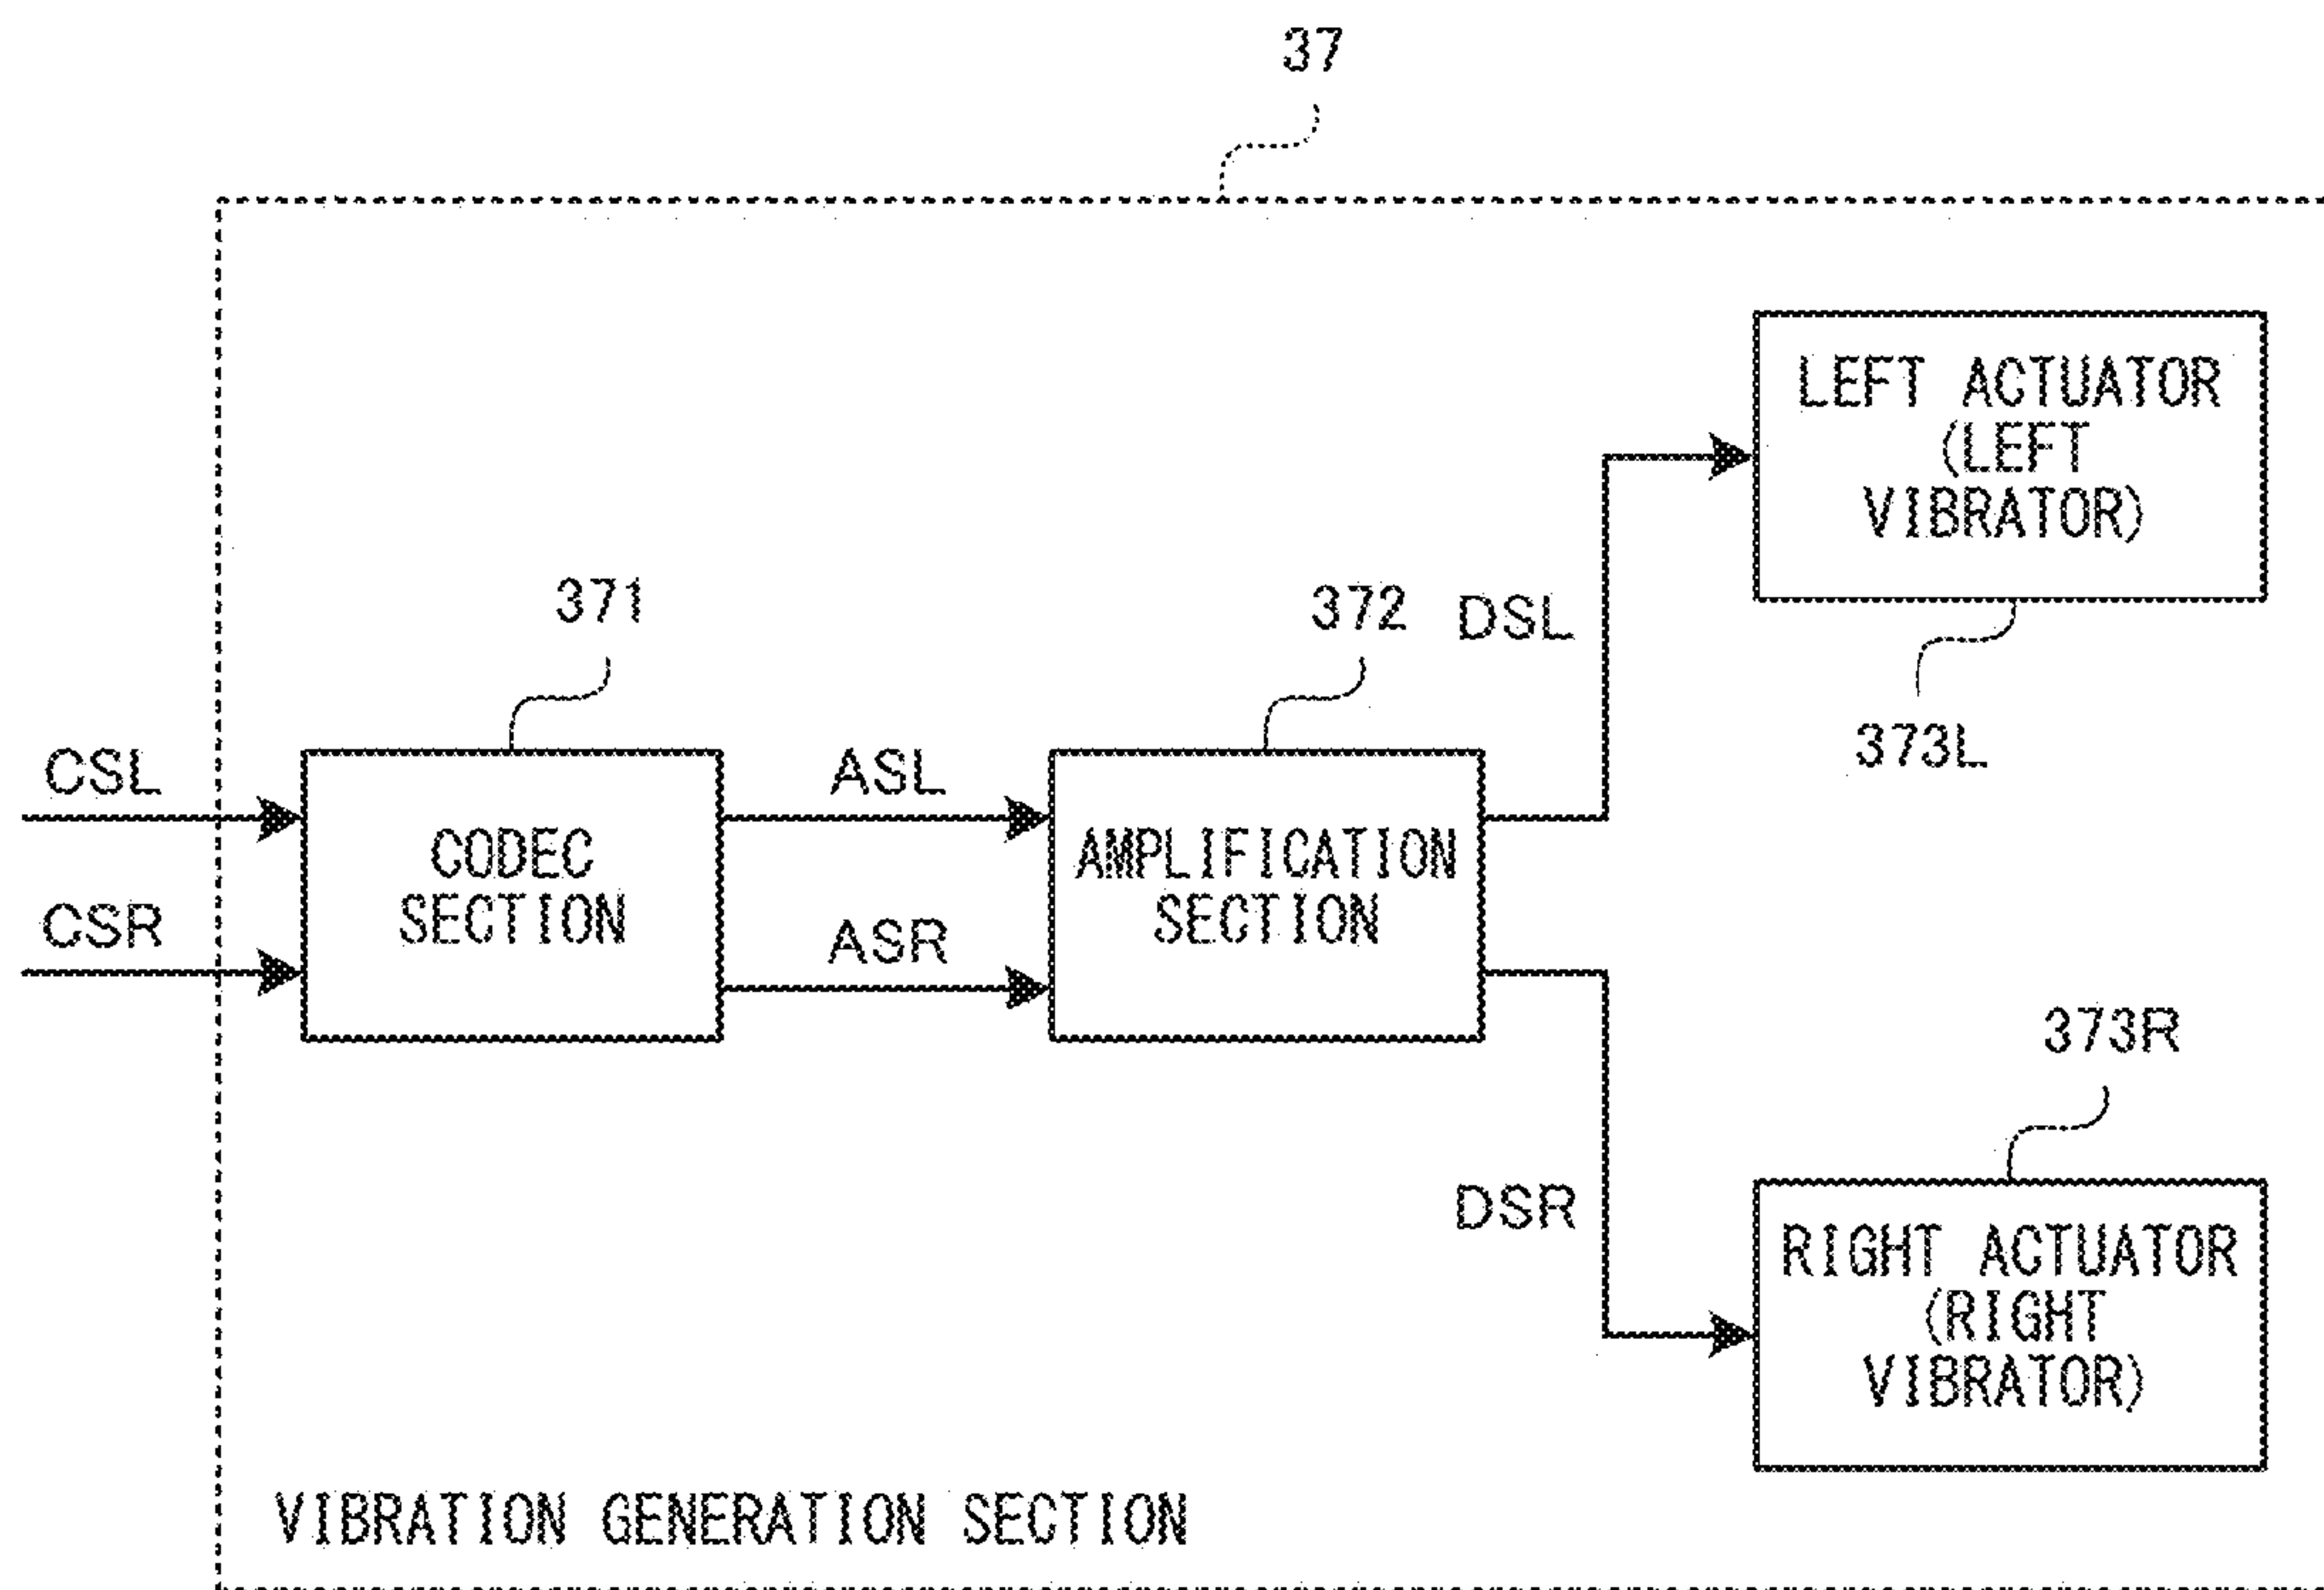 37
LEFT ACTUATOR
(LEFT
VIBRATOR)
371
372
DSL
373L
CSL
ASL
CODEC
SECTION
AMPLIFICATION
SECTION
CSR
ASR
373R
DSR
RIGHT ACTUATOR
(RIGHT
VIBRATOR)
VIBRATION GENERATION SECTION